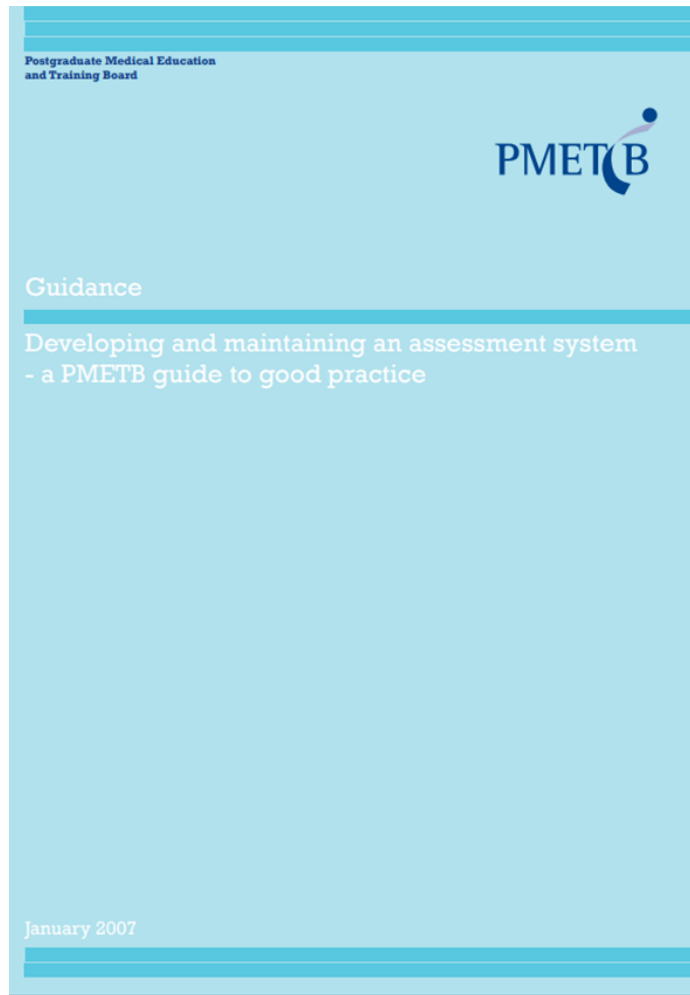 Postgraduate Medical Education
and Training Board
PMETB
Guidance
Developing and maintaining an assessment system
- a PMETB guide to good practice
January 2007